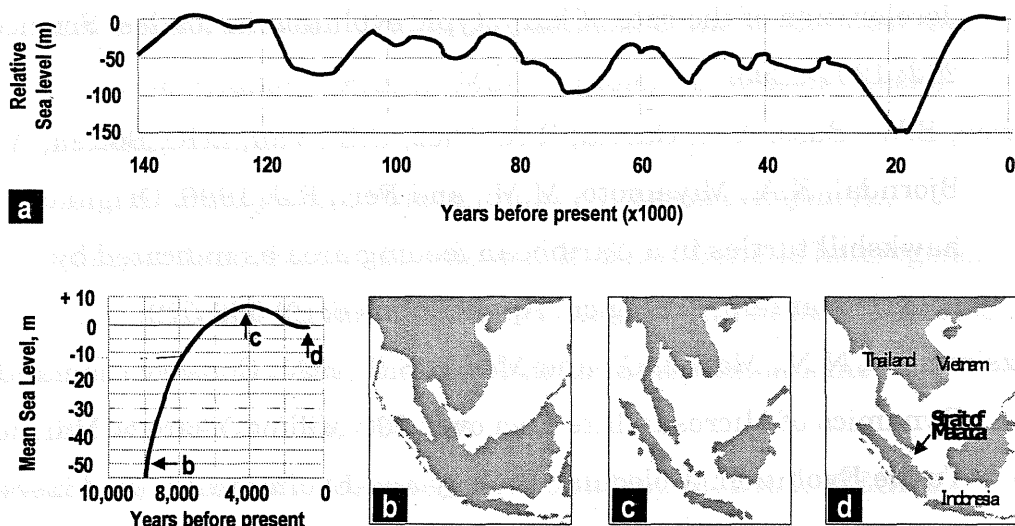 Relative
Sea level (m)
0
-50
-100
-150
140 120 100 80 60 40 20 0
Years before present (x1000)
a
Mean Sea Level, m
+ 10
0
-10
-20
-30
-40
-50
c
d
b
10,000 8,000 4,000 0
Years before present
b
c
Thailand
Vietnam
Strait of
Malacca
Indonesia
d